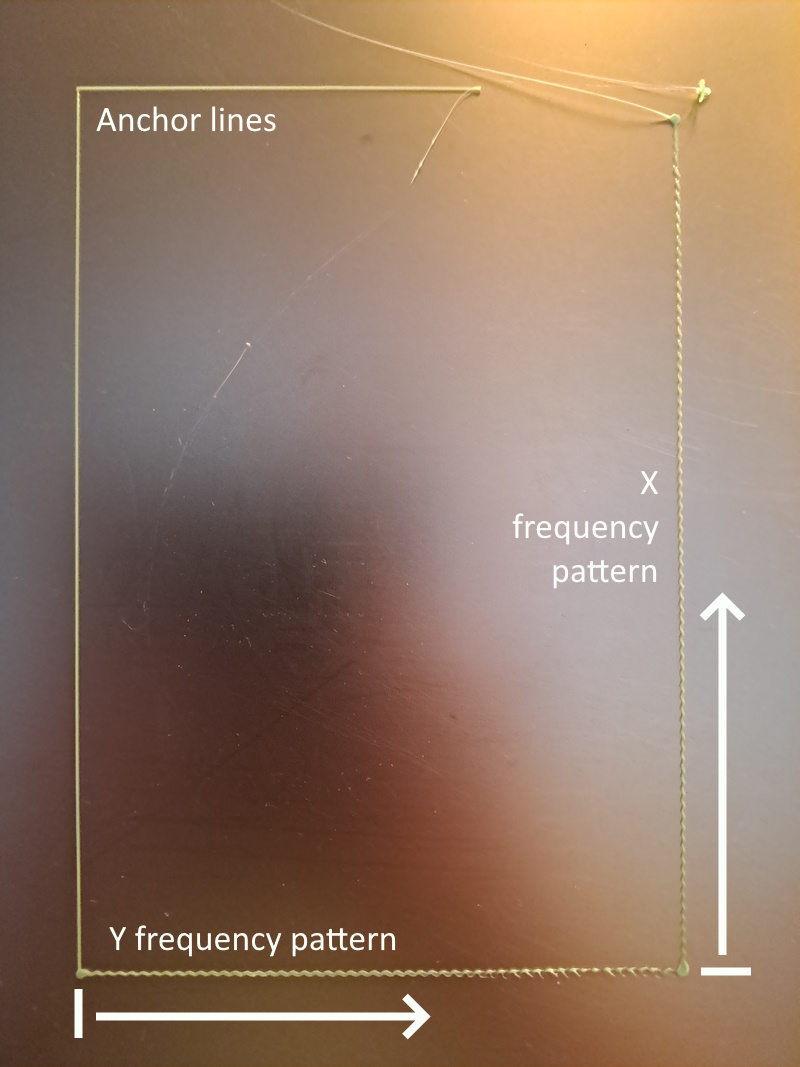 Anchor lines
X
frequency
pattern
Y frequency pattern